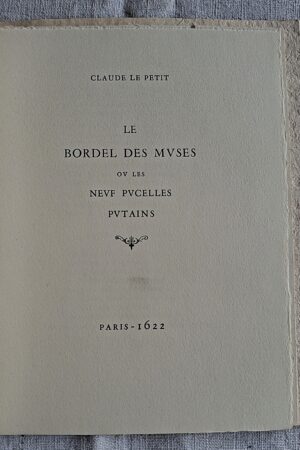 CLAUDE LE PETIT
LE
BORDEL DES MVSES
OV LES
NEVF PVCELLES
PVTAINS
PARIS-1622